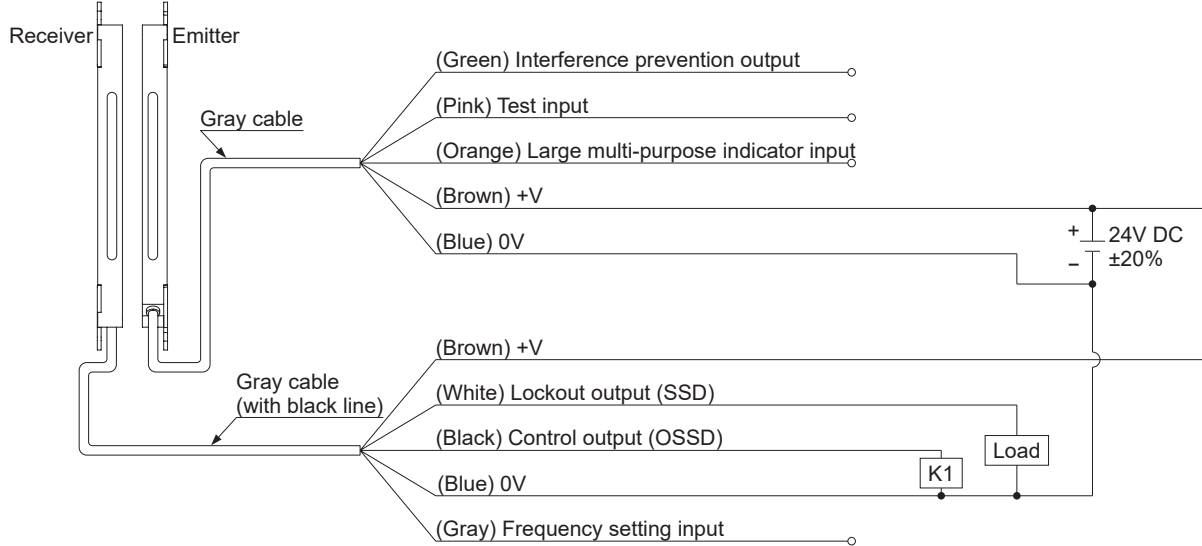 Receiver
Emitter
(Green) Interference prevention output
(Pink) Test input
Gray cable
(Orange) Large multi-purpose indicator input
(Brown) +V
(Blue) 0V
+
24V DC
−
±20%
(Brown) +V
Gray cable
(with black line)
(White) Lockout output (SSD)
(Black) Control output (OSSD)
Load
K1
(Blue) 0V
(Gray) Frequency setting input